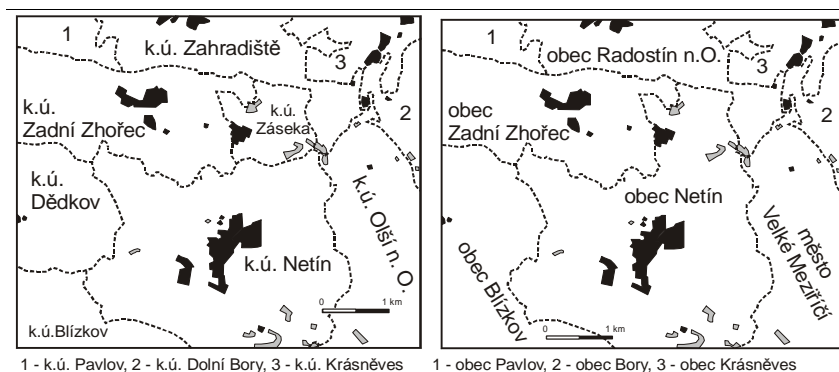 1
k.ú. Zahradiště
3
k.ú.
Zadní Zhořec
k.ú.
Záseka
2
k.ú.
Dědkov
k.ú. Olší n. O.
k.ú. Netín
0 1 km
k.ú.Blízkov
1 - k.ú. Pavlov, 2 - k.ú. Dolní Bory, 3 - k.ú. Krásněves
1
obec Radostín n.O.
3
obec
Zadní Zhořec
2
obec Netín
město
Velké Meziříčí
obec Blízkov
0 1 km
1 - obec Pavlov, 2 - obec Bory, 3 - obec Krásněves